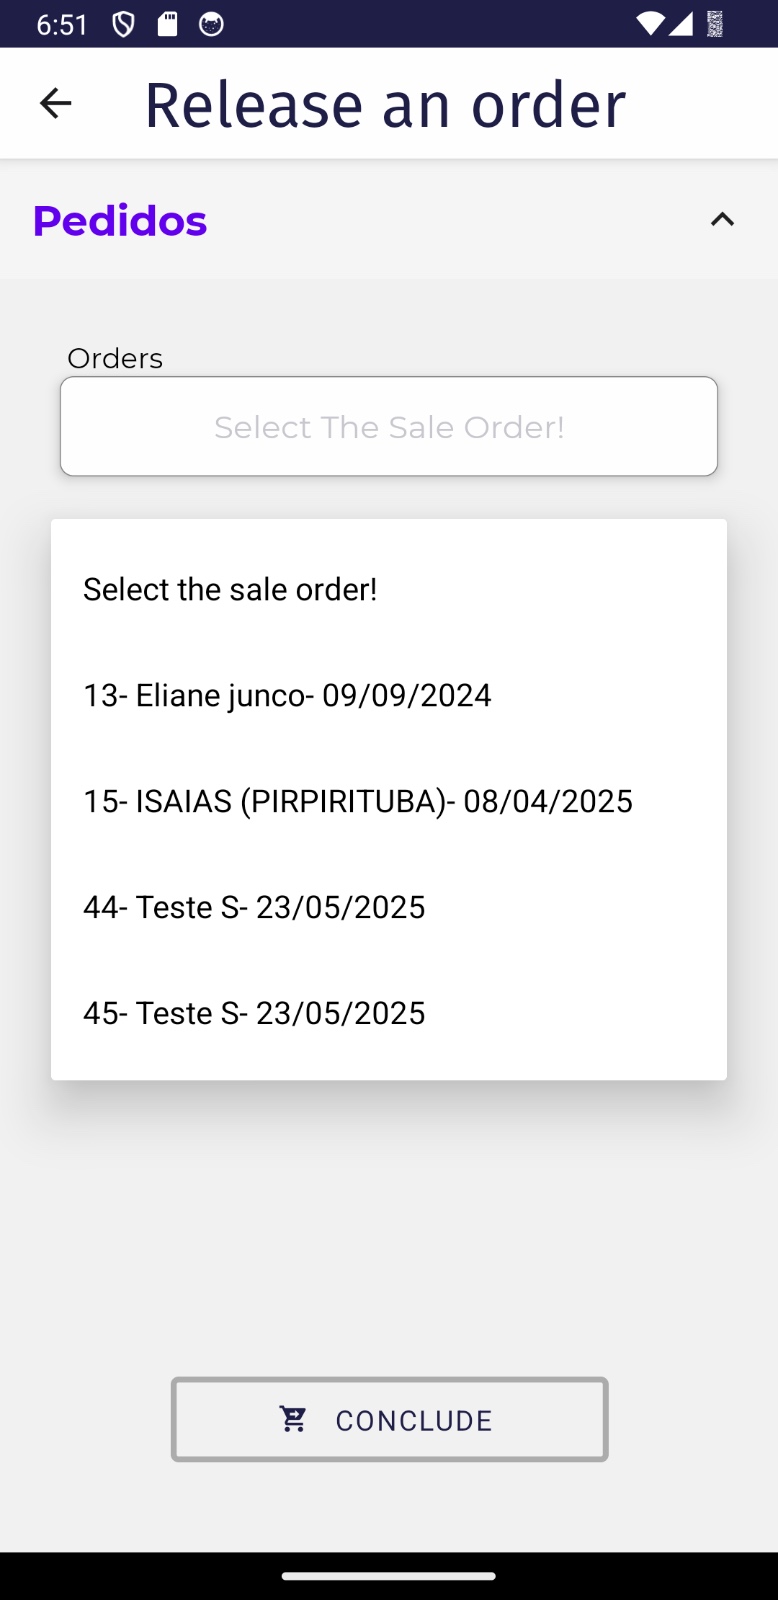 6:51
Release an order
Pedidos
Orders
Select The Sale Order!
Select the sale order!
13- Eliane junco- 09/09/2024
15- ISAIAS (PIRPIRITUBA)- 08/04/2025
44- Teste S- 23/05/2025
45- Teste S- 23/05/2025
CONCLUDE